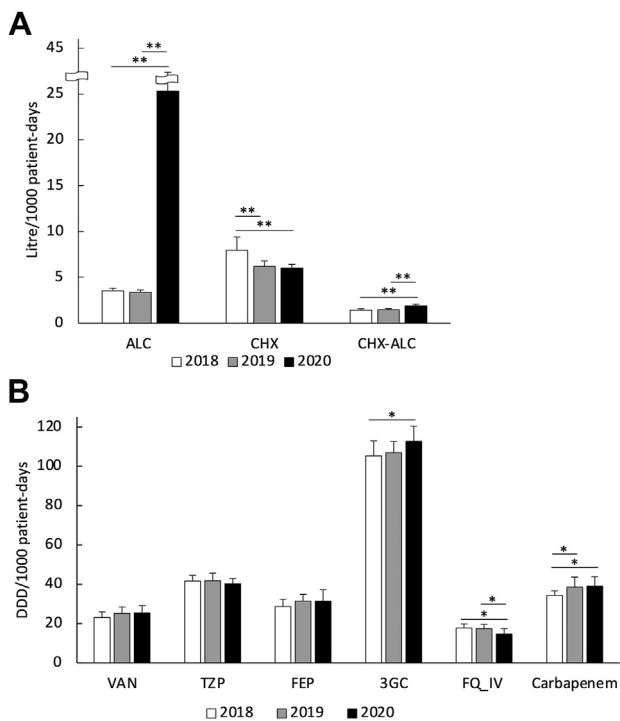 A
Litre/1000 patient-days
45
25
20
15
10
5
0
** ** ** ** ** **
ALC CHX CHX-ALC
2018 2019 2020
B
DDD/1000 patient-days
120
100
80
60
40
20
0
* * * * *
VAN TZP FEP 3GC FQ_IV Carbapenem
2018 2019 2020